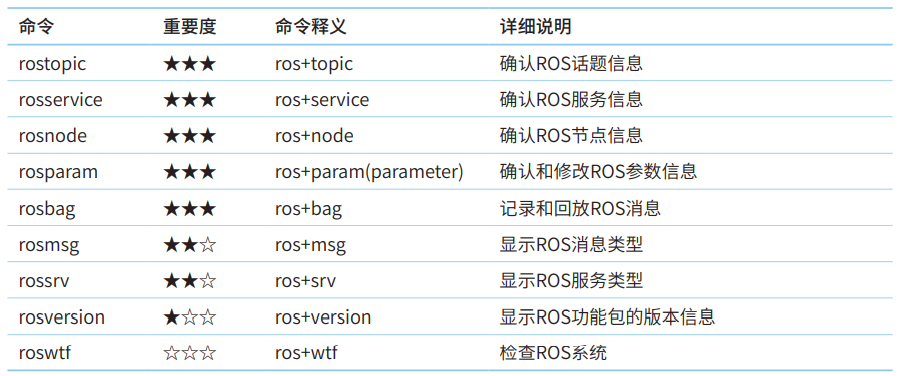 命令 重要度 命令释义 详细说明
rostopic ★★★ ros+topic 确认ROS话题信息
rosservice ★★★ ros+service 确认ROS服务信息
rosnode ★★★ ros+node 确认ROS节点信息
rosparam ★★★ ros+param(parameter) 确认和修改ROS参数信息
rosbag ★★★ ros+bag 记录和回放ROS消息
rosmsg ★★☆ ros+msg 显示ROS消息类型
rossrv ★★☆ ros+srv 显示ROS服务类型
rosversion ★☆☆ ros+version 显示ROS功能包的版本信息
roswtf ☆☆☆ ros+wtf 检查ROS系统